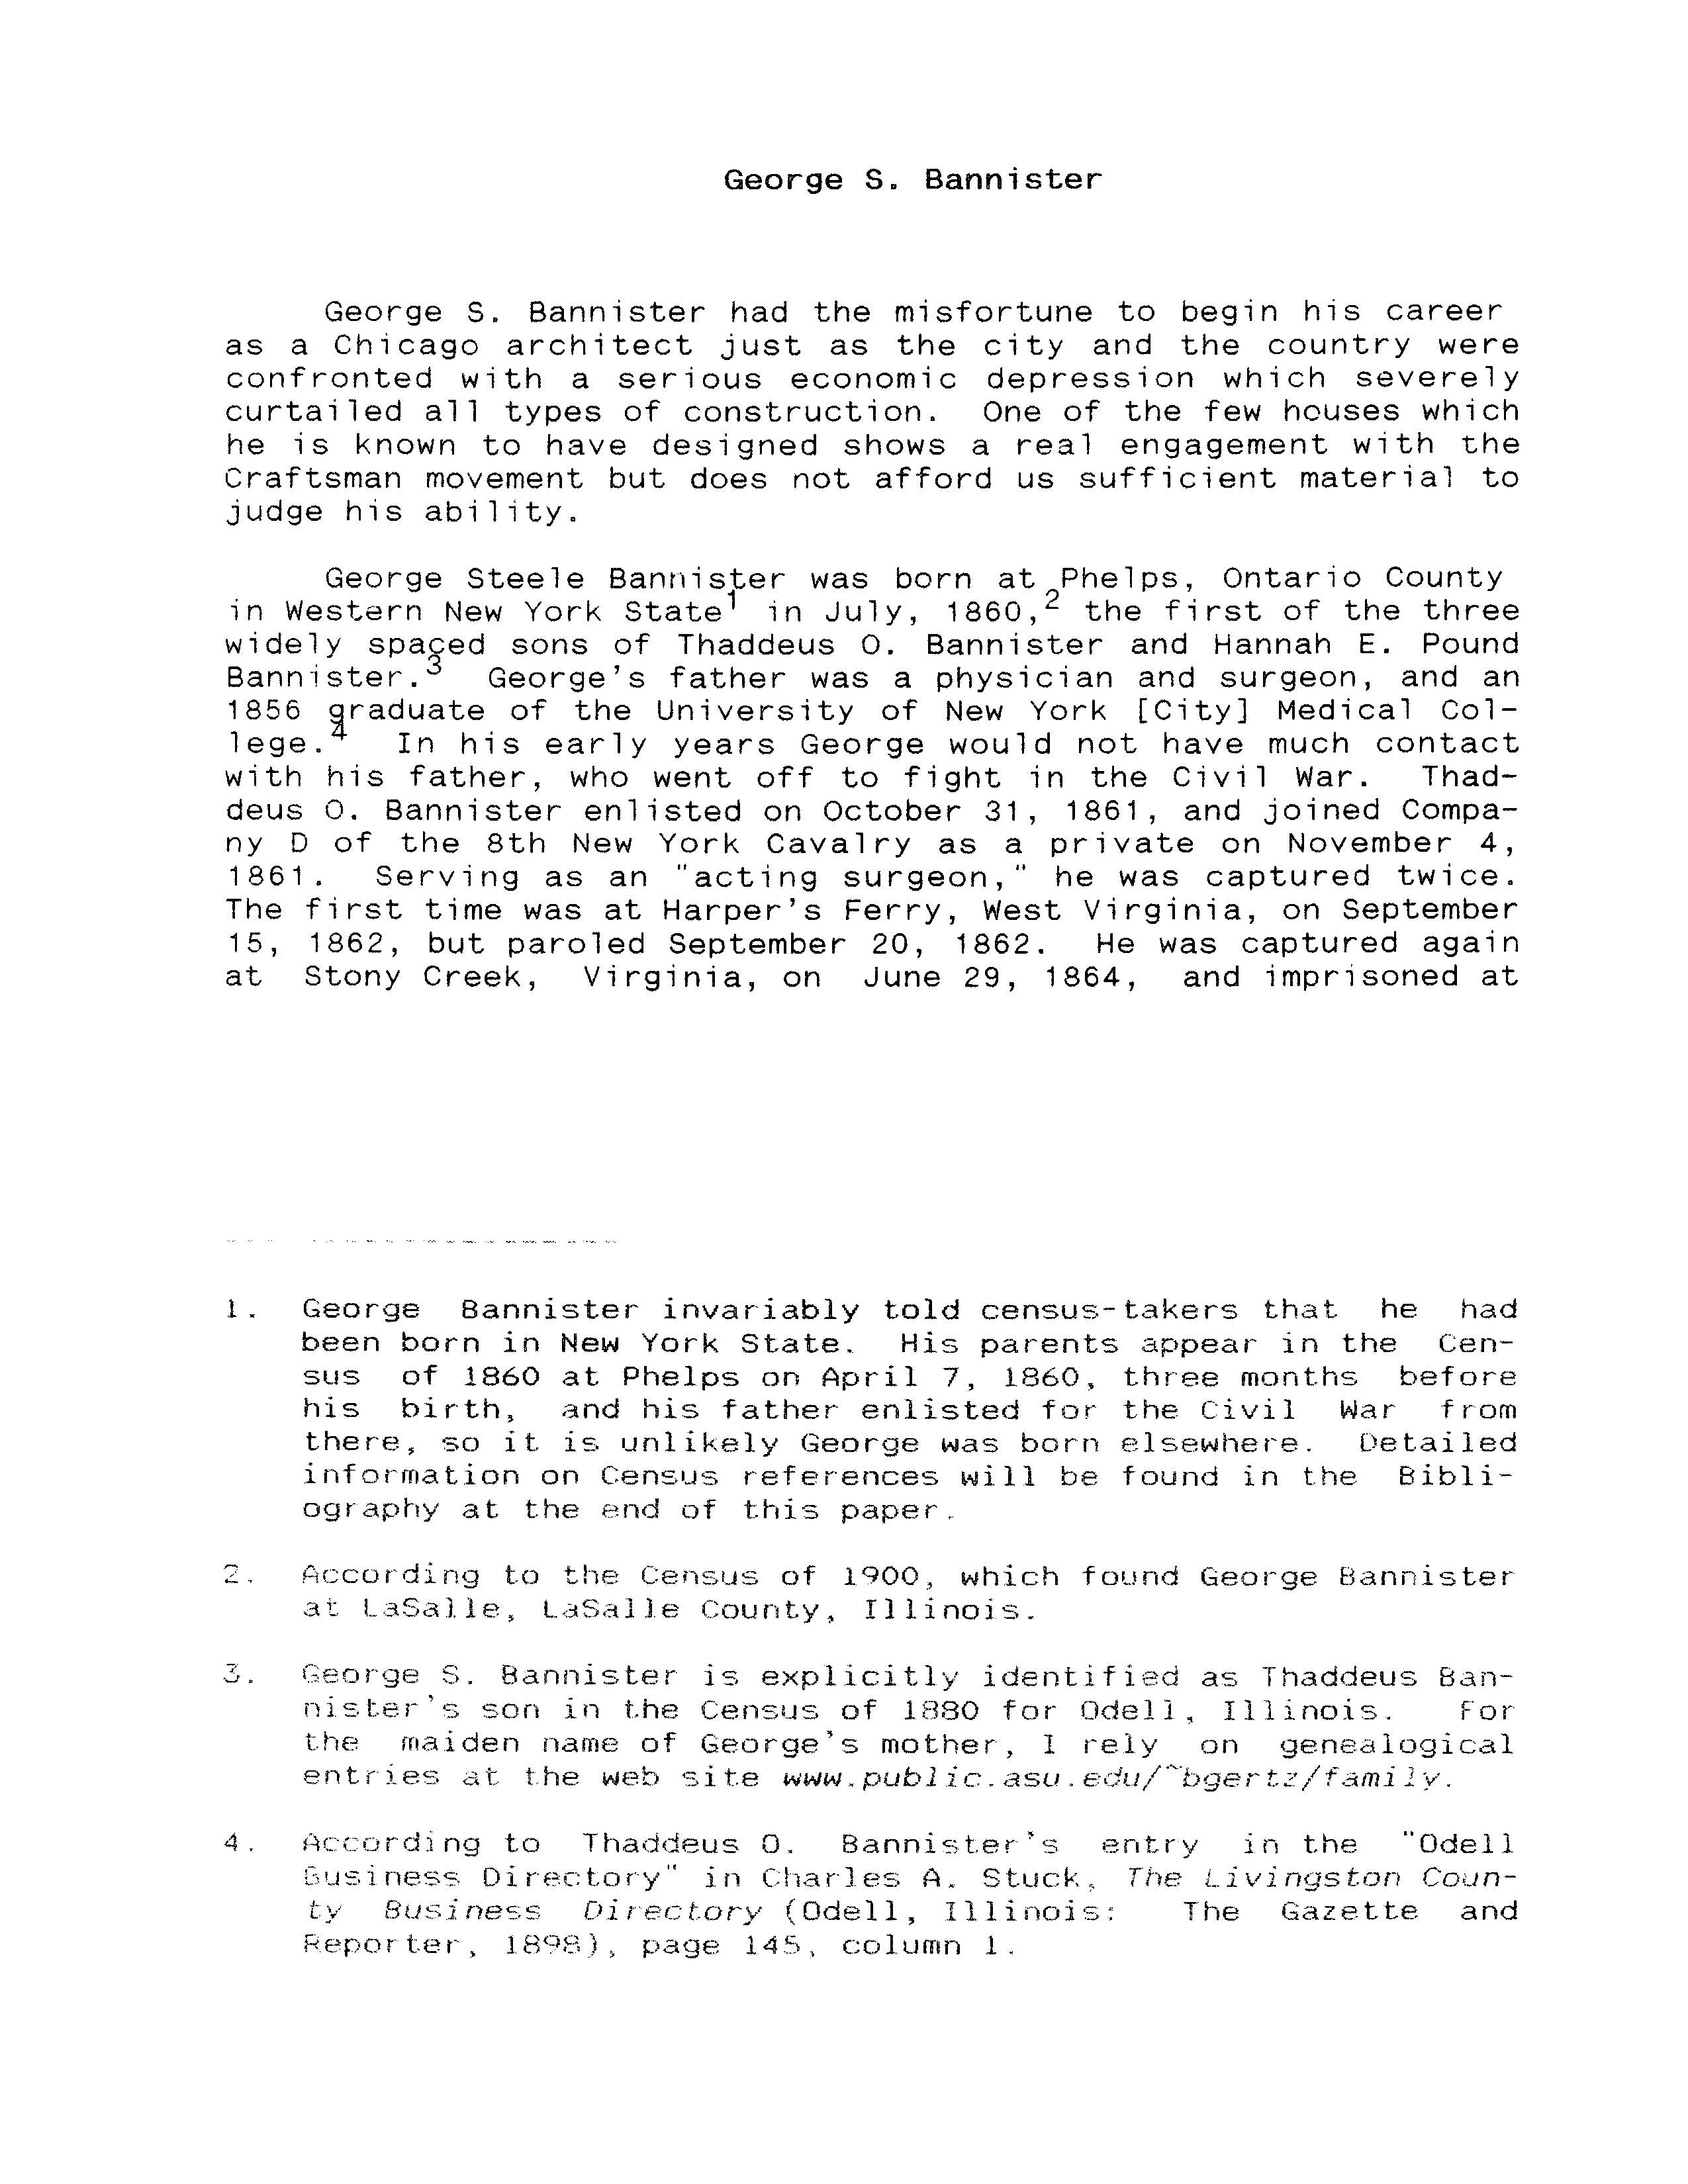 George S. Bannister
George S. Bannister had the misfortune to begin his career
as a Chicago architect just as the city and the country were
confronted with a serious economic depression which severely
curtailed all types of construction. One of the few houses which
he is known to have designed shows a real engagement with the
Craftsman movement but does not afford us sufficient material to
judge his ability.
George Steele Bannister was born at Phelps, Ontario County
in Western New York State1 in July, 1860,2 the first of the three
widely spaced sons of Thaddeus O. Bannister and Hannah E. Pound
Bannister.3 George's father was a physician and surgeon, and an
1856 graduate of the University of New York [City] Medical Col-
lege.4 In his early years George would not have much contact
with his father, who went off to fight in the Civil War. Thad-
deus O. Bannister enlisted on October 31, 1861, and joined Compa-
ny D of the 8th New York Cavalry as a private on November 4,
1861. Serving as an "acting surgeon," he was captured twice.
The first time was at Harper's Ferry, West Virginia, on September
15, 1862, but paroled September 20, 1862. He was captured again
at Stony Creek, Virginia, on June 29, 1864, and imprisoned at
1. George Bannister invariably told census-takers that he had
been born in New York State. His parents appear in the Cen-
sus of 1860 at Phelps on April 7, 1860, three months before
his birth, and his father enlisted for the Civil War from
there, so it is unlikely George was born elsewhere. Detailed
information on Census references will be found in the Bibli-
ography at the end of this paper.
2. According to the Census of 1900, which found George Bannister
at LaSalle, LaSalle County, Illinois.
3. George S. Bannister is explicitly identified as Thaddeus Ban-
nister's son in the Census of 1880 for Odell, Illinois. For
the maiden name of George's mother, I rely on genealogical
entries at the web site www.public.asu.edu/~bgertz/family.
4. According to Thaddeus O. Bannister's entry in the "Odell
Business Directory" in Charles A. Stuck, The Livingston Coun-
ty Business Directory (Odell, Illinois: The Gazette and
Reporter, 1898), page 145, column 1.